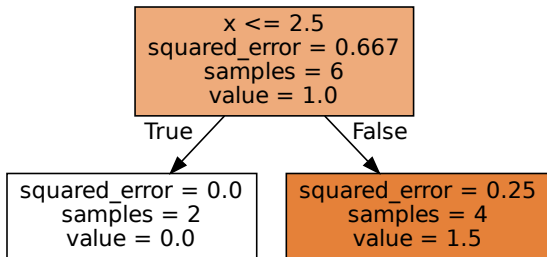 x <= 2.5
squared_error = 0.667
samples = 6
value = 1.0
True
False
squared_error = 0.0
samples = 2
value = 0.0
squared_error = 0.25
samples = 4
value = 1.5